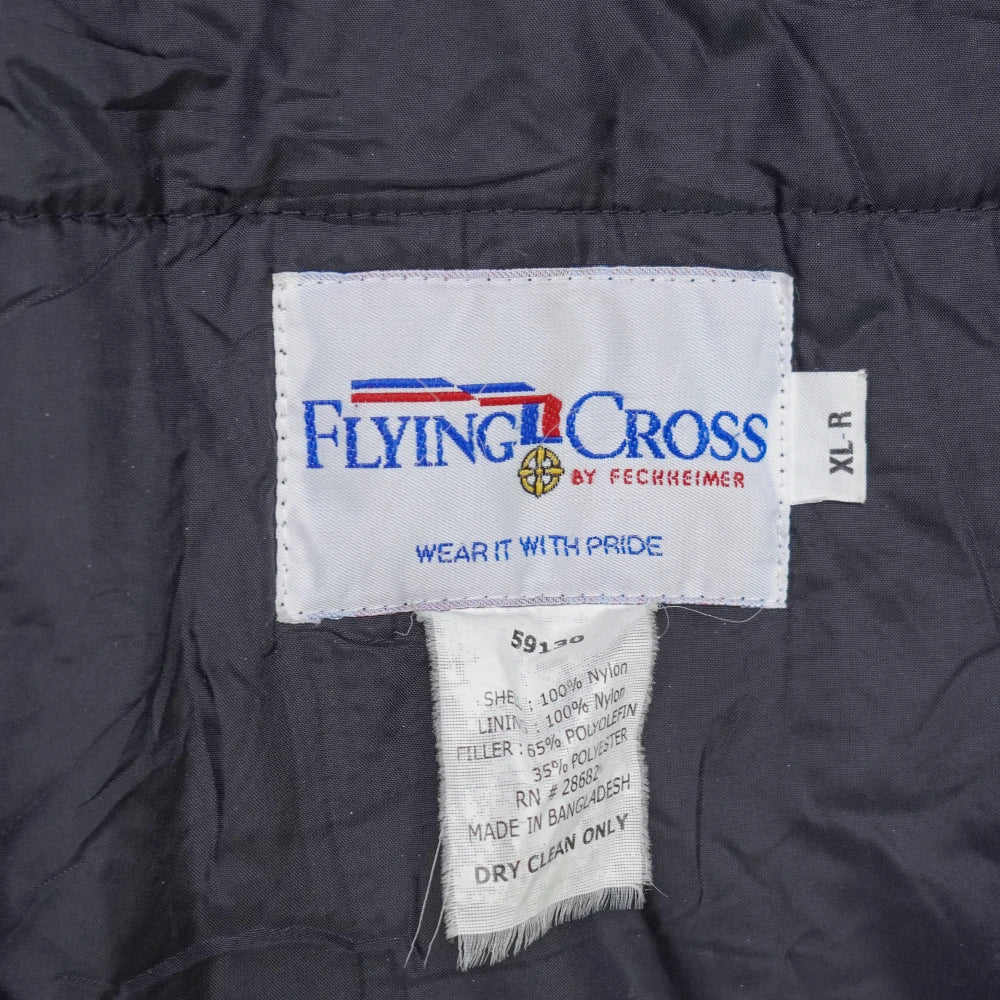 FLYING CROSS
BY FECHHEIMER
WEAR IT WITH PRIDE
XL-R
59130
SHELL : 100% Nylon
LINING : 100% Nylon
FILLER : 65% POLYOLEFIN
35% POLYESTER
RN # 28682
MADE IN BANGLADESH
DRY CLEAN ONLY